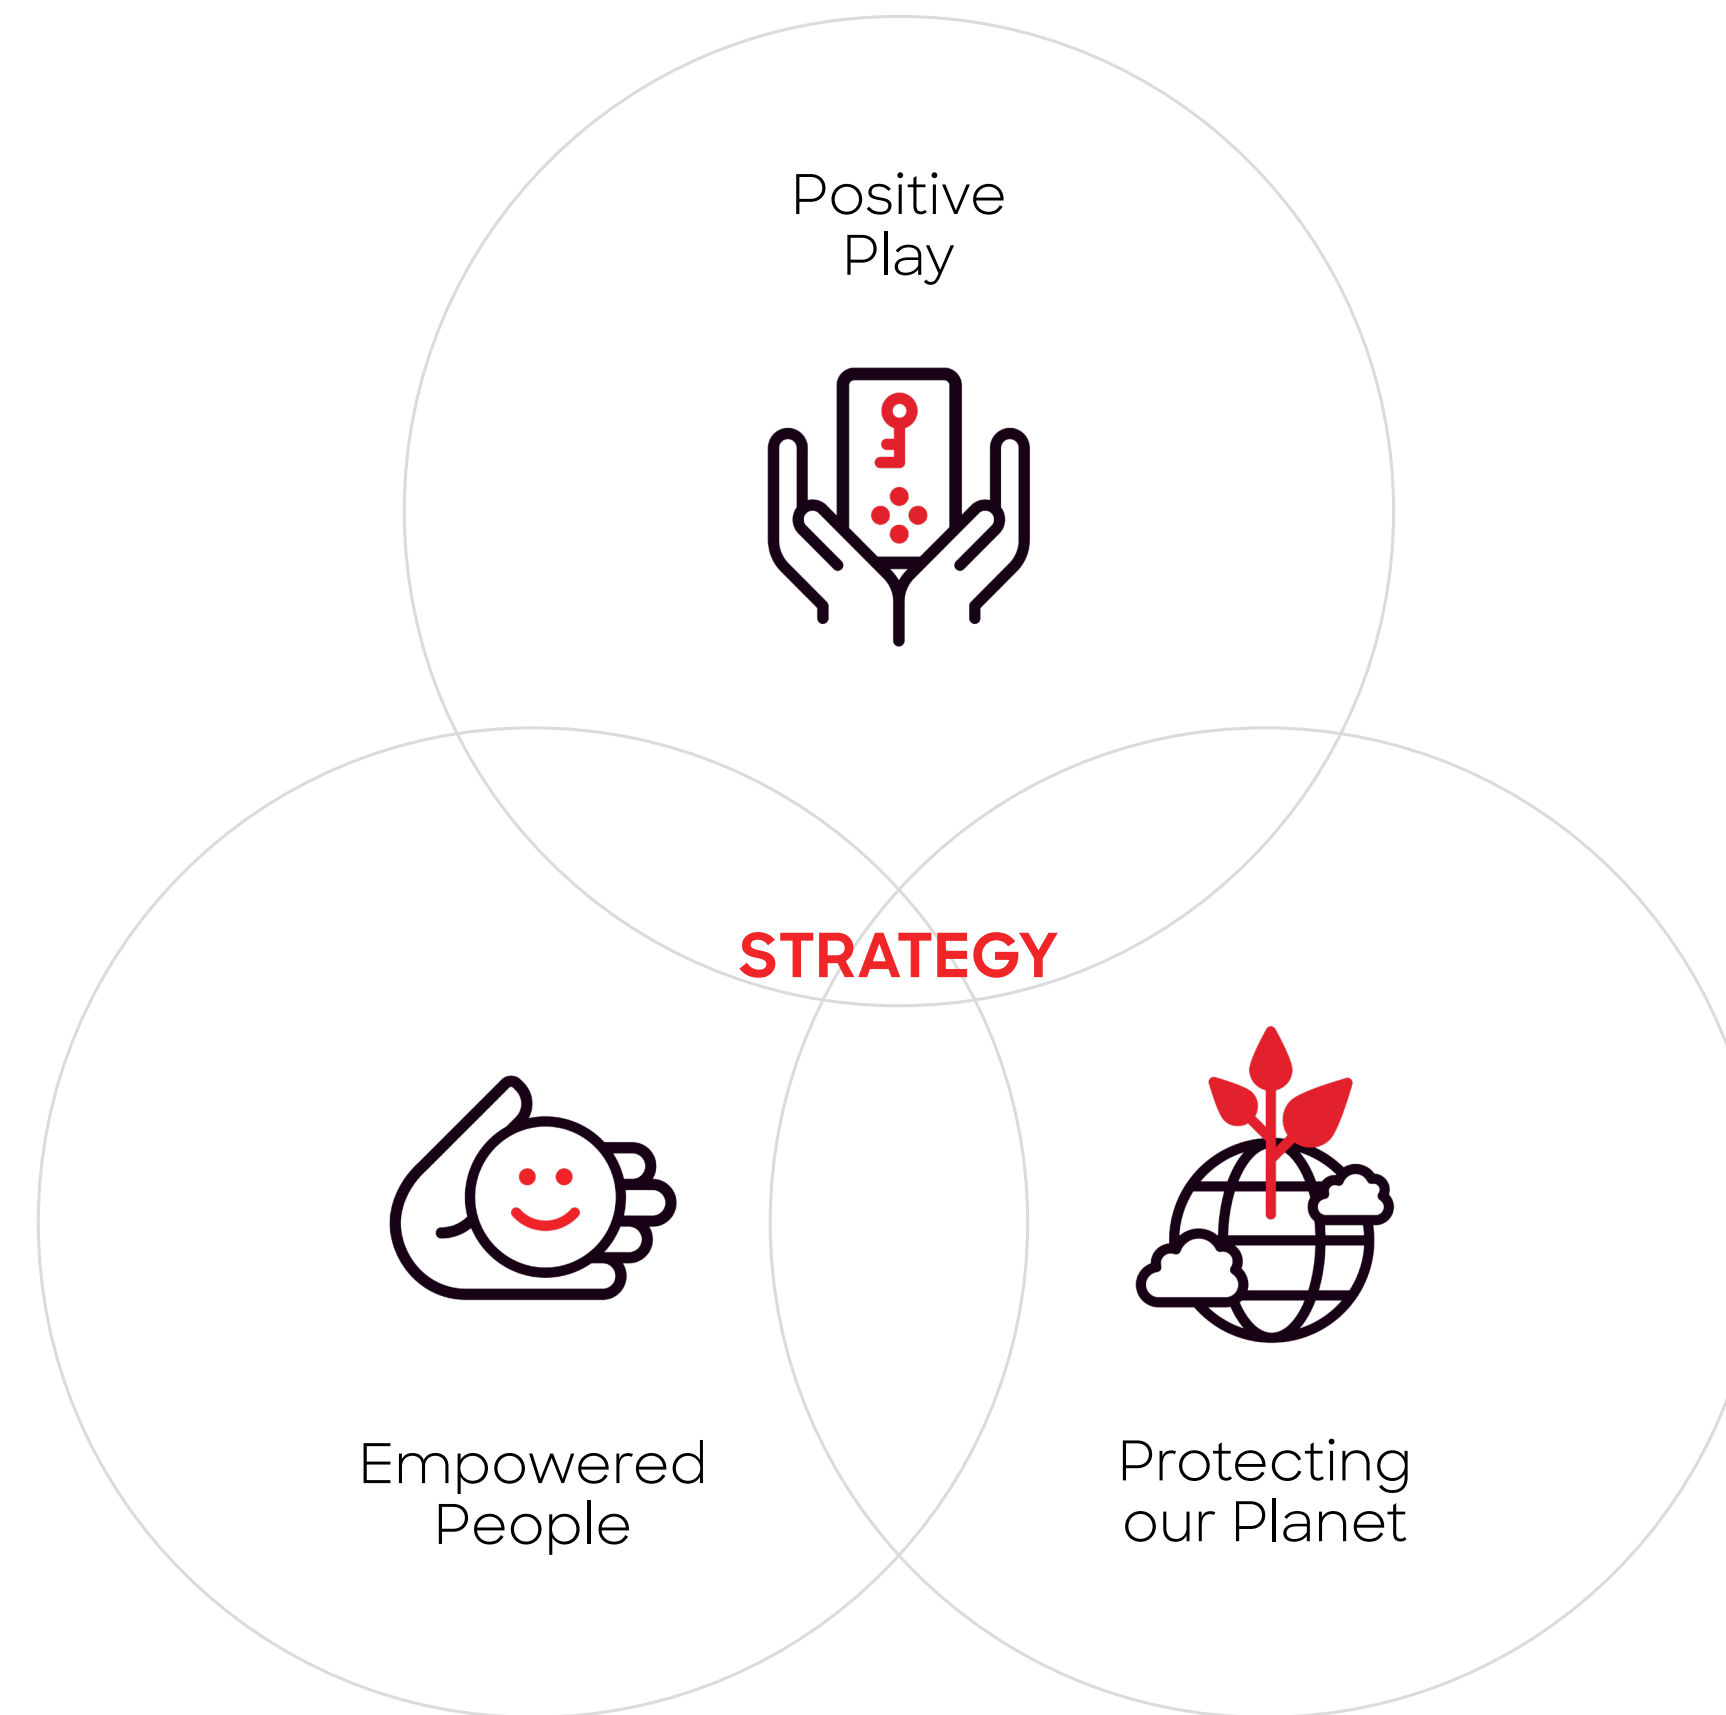 Positive
Play
STRATEGY
Empowered
People
Protecting
our Planet